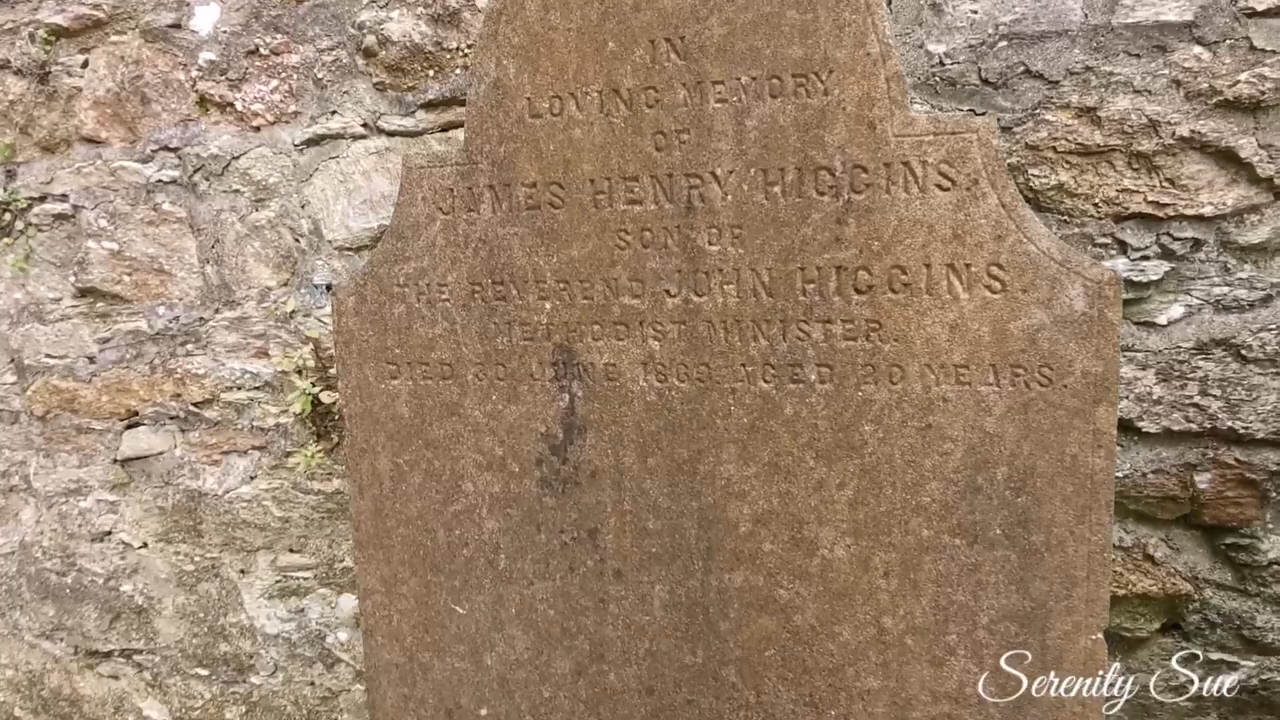 IN
LOVING MEMORY
OF
JAMES HENRY HIGGINS.
SON OF
THE REVEREND JOHN HIGGINS
METHODIST MINISTER.
DIED 30 JUNE 1863 AGED 20 YEARS.
Serenity Sue